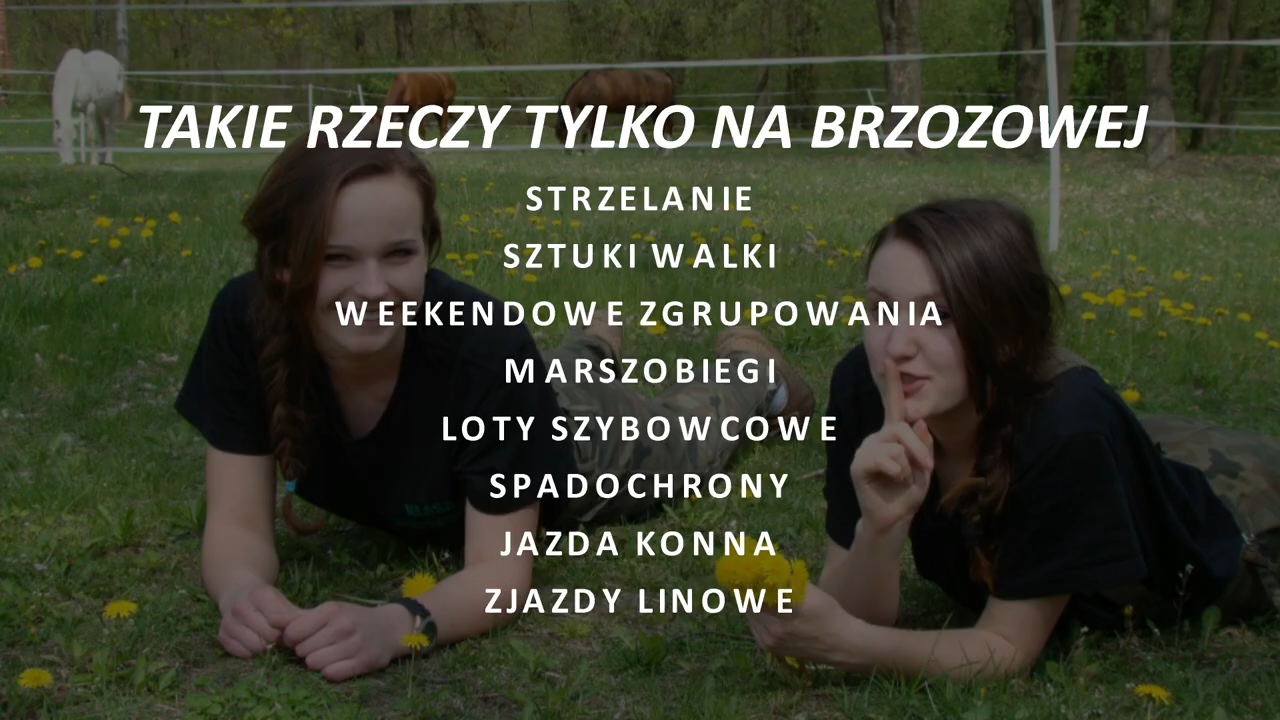 TAKIE RZECZY TYLKO NA BRZOZOWEJ
STRZELANIE
SZTUKI WALKI
WEEKENDOWE ZGRUPOWANIA
MARSZOBIEGI
LOTY SZYBOWCOWE
SPADOCHRONY
JAZDA KONNA
ZJAZDY LINOWE